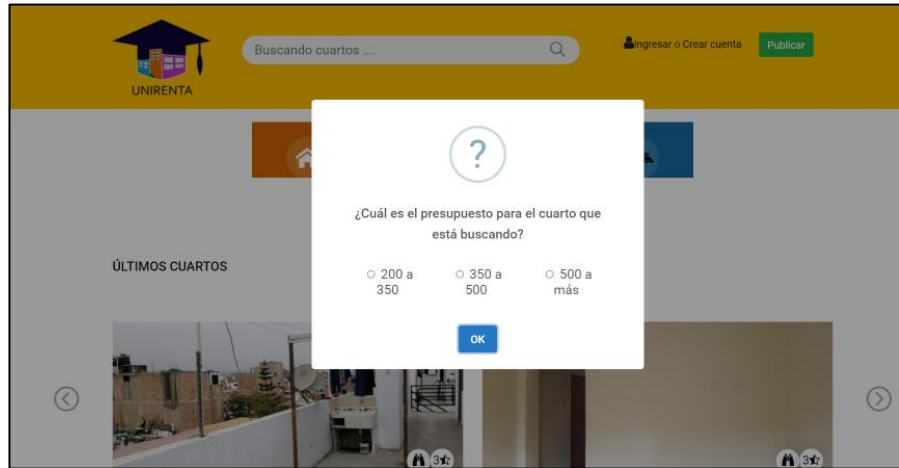 Buscando cuartos ....
Ingresar o Crear cuenta
Publicar
UNIRENTA
?
¿Cuál es el presupuesto para el cuarto que
está buscando?
200 a
350
350 a
500
500 a
más
OK
ÚLTIMOS CUARTOS
3
3